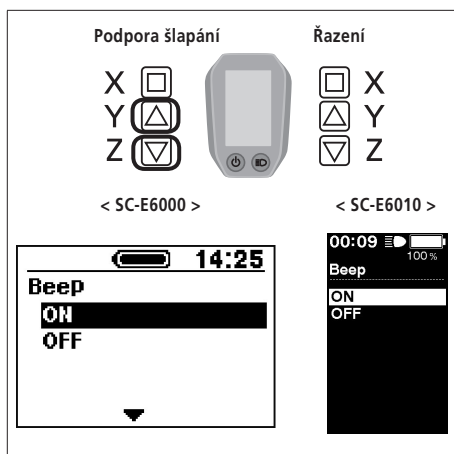 Podpora šlapání
Řazení
X
Y
Z
X
Y
Z
< SC-E6000 >
< SC-E6010 >
14:25
Beep
ON
OFF
00:09
100 %
Beep
ON
OFF